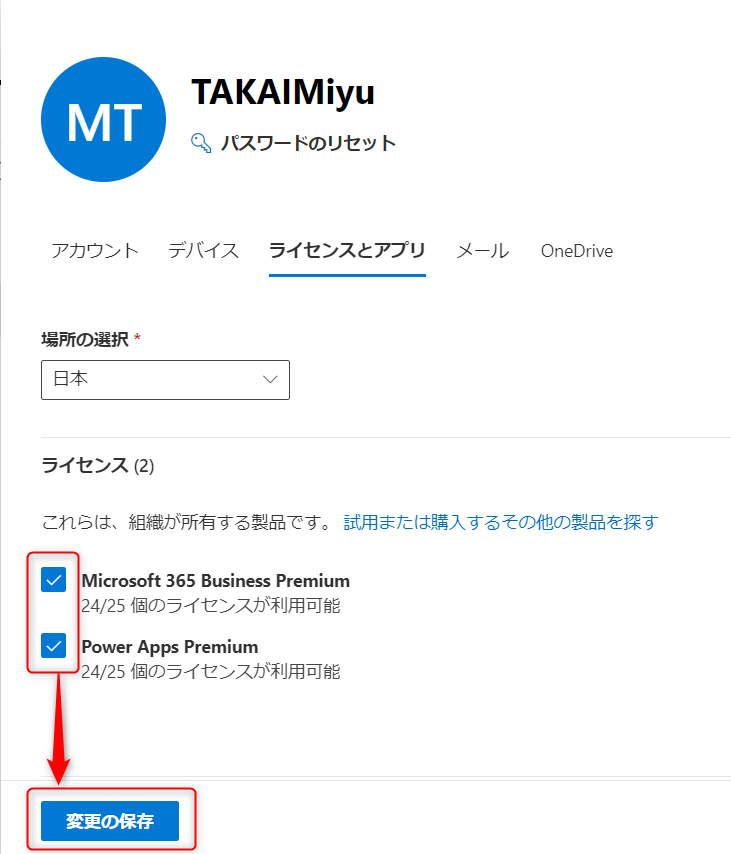 MT
TAKAIMiyu
パスワードのリセット
アカウント デバイス ライセンスとアプリ メール OneDrive
場所の選択 *
日本
ライセンス (2)
これらは、組織が所有する製品です。 試用または購入するその他の製品を探す
Microsoft 365 Business Premium
24/25 個のライセンスが利用可能
Power Apps Premium
24/25 個のライセンスが利用可能
変更の保存